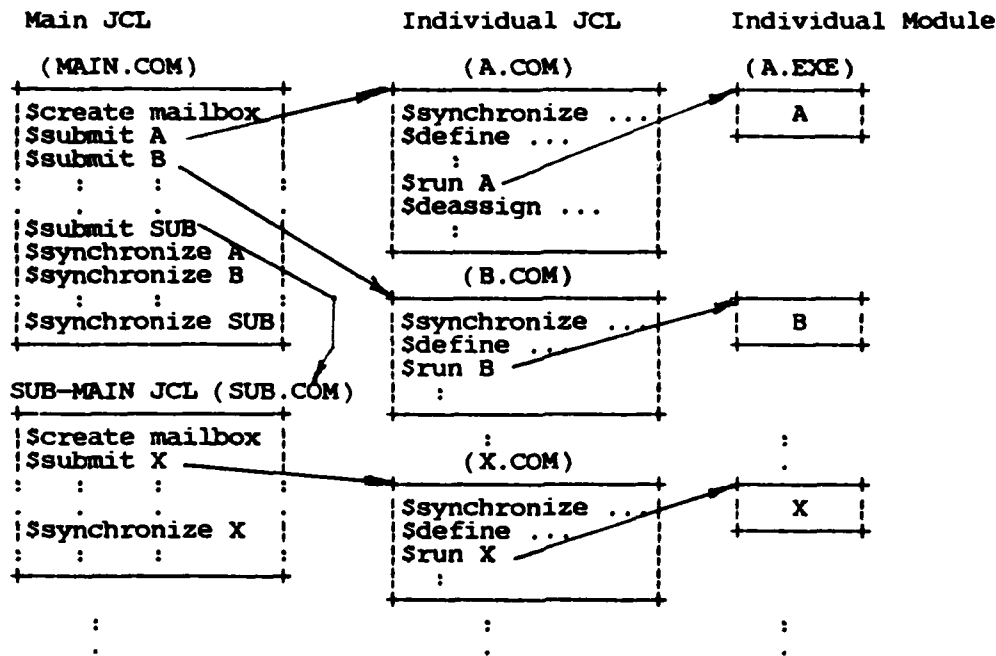 Main JCL
(MAIN.COM)
$create mailbox
$submit A
$submit B
: : : :
. . . .
$submit SUB
$synchronize A
$synchronize B
: : : :
$synchronize SUB
SUB-MAIN JCL (SUB.COM)
$create mailbox
$submit X
: : : :
. . . .
$synchronize X
: : : :
:
.
Individual JCL
(A.COM)
$synchronize ...
$define ...
:
$run A
$deassign ...
:
(B.COM)
$synchronize ...
$define ...
$run B
:
:
(X.COM)
$synchronize ...
$define ...
$run X
:
:
.
Individual Module
(A.EXE)
A
B
:
.
X
:
.